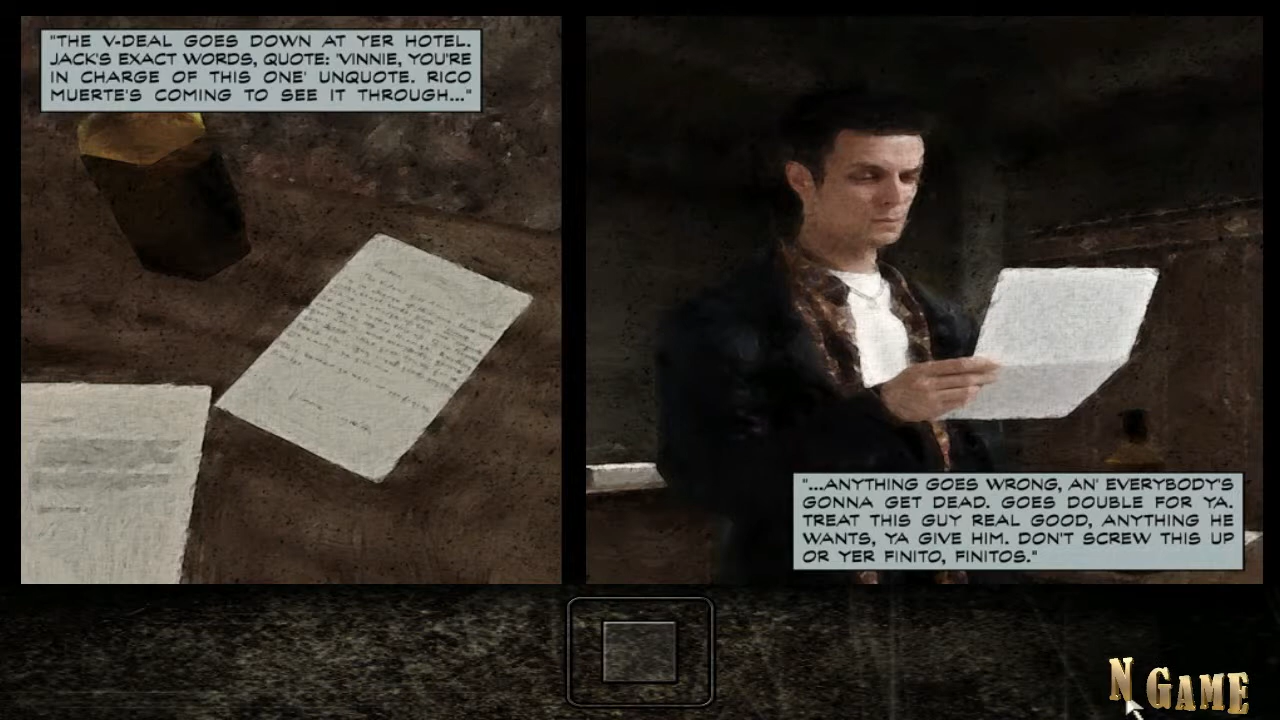 "THE V-DEAL GOES DOWN AT YER HOTEL.
JACK'S EXACT WORDS, QUOTE: 'VINNIE, YOU'RE
IN CHARGE OF THIS ONE' UNQUOTE. RICO
MUERTE'S COMING TO SEE IT THROUGH..."
"...ANYTHING GOES WRONG, AN' EVERYBODY'S
GONNA GET DEAD. GOES DOUBLE FOR YA.
TREAT THIS GUY REAL GOOD, ANYTHING HE
WANTS, YA GIVE HIM. DON'T SCREW THIS UP
OR YER FINITO, FINITOS."
N GAME